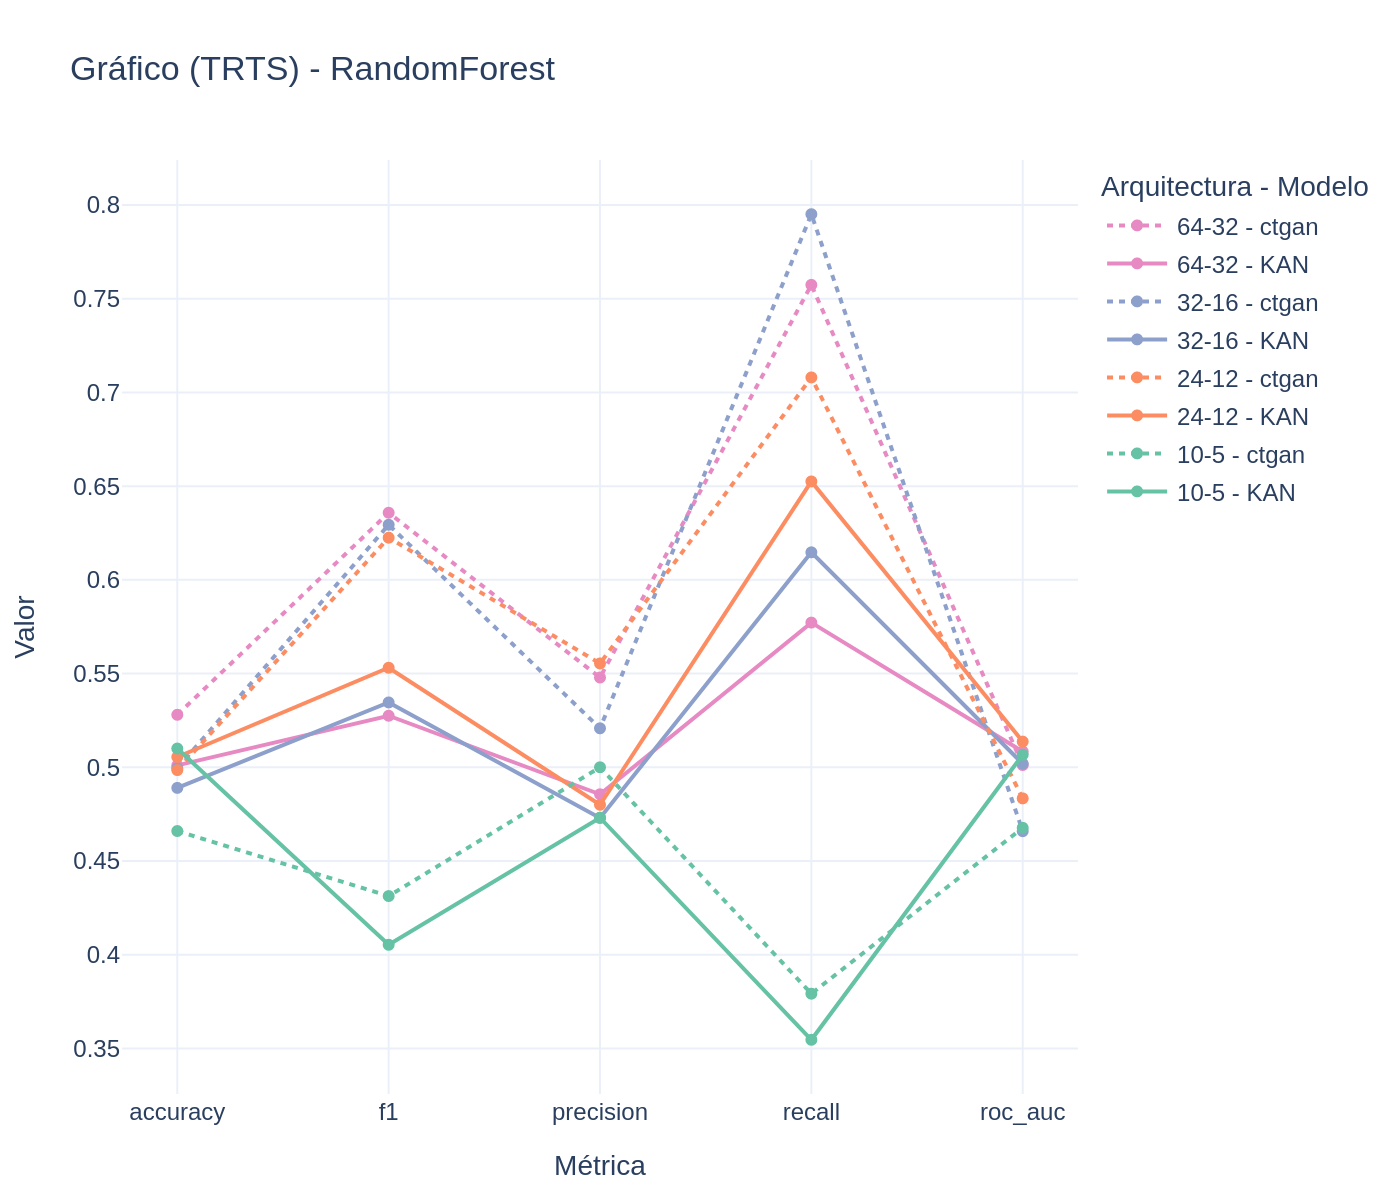 Gráfico (TRTS) - RandomForest
Arquitectura - Modelo
64-32 - ctgan
64-32 - KAN
32-16 - ctgan
32-16 - KAN
24-12 - ctgan
24-12 - KAN
10-5 - ctgan
10-5 - KAN
Valor
0.8
0.75
0.7
0.65
0.6
0.55
0.5
0.45
0.4
0.35
accuracy
f1
precision
recall
roc_auc
Métrica